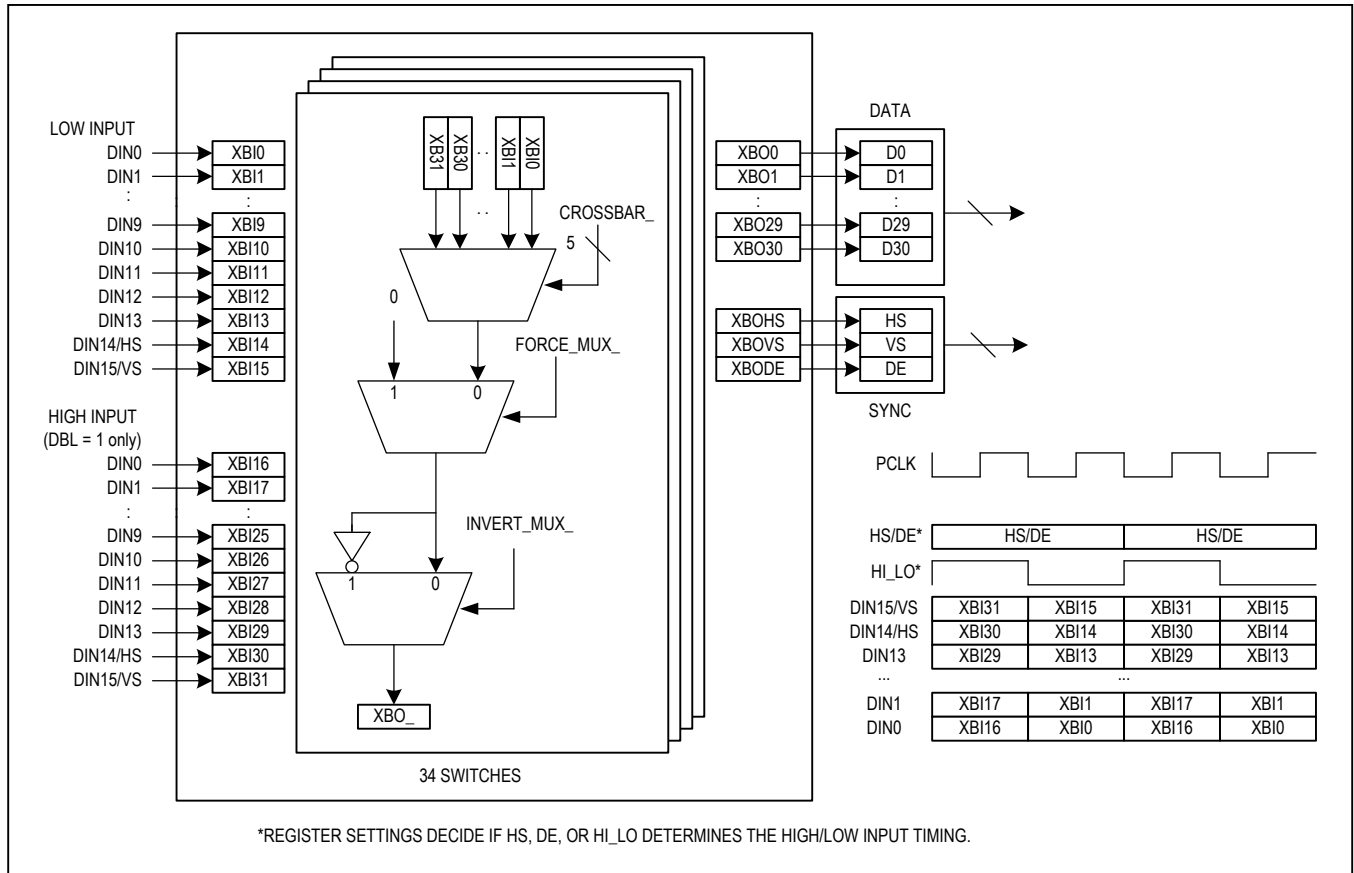 LOW INPUT
DIN0 XBI0
DIN1 XBI1
: :
DIN9 XBI9
DIN10 XBI10
DIN11 XBI11
DIN12 XBI12
DIN13 XBI13
DIN14/HS XBI14
DIN15/VS XBI15
HIGH INPUT
(DBL = 1 only)
DIN0 XBI16
DIN1 XBI17
: :
DIN9 XBI25
DIN10 XBI26
DIN11 XBI27
DIN12 XBI28
DIN13 XBI29
DIN14/HS XBI30
DIN15/VS XBI31
XB31 XB30 .. XBI1 XBI0
..
CROSSBAR_
5
0
FORCE_MUX_
1 0
INVERT_MUX_
1 0
XBO_
34 SWITCHES
DATA
XBO0 D0
XBO1 D1
: :
XBO29 D29
XBO30 D30
XBOHS HS
XBOVS VS
XBODE DE
SYNC
PCLK
HS/DE* HS/DE HS/DE
HI_LO*
DIN15/VS XBI31 XBI15 XBI31 XBI15
DIN14/HS XBI30 XBI14 XBI30 XBI14
DIN13 XBI29 XBI13 XBI29 XBI13
... ...
DIN1 XBI17 XBI1 XBI17 XBI1
DIN0 XBI16 XBI0 XBI16 XBI0
*REGISTER SETTINGS DECIDE IF HS, DE, OR HI_LO DETERMINES THE HIGH/LOW INPUT TIMING.